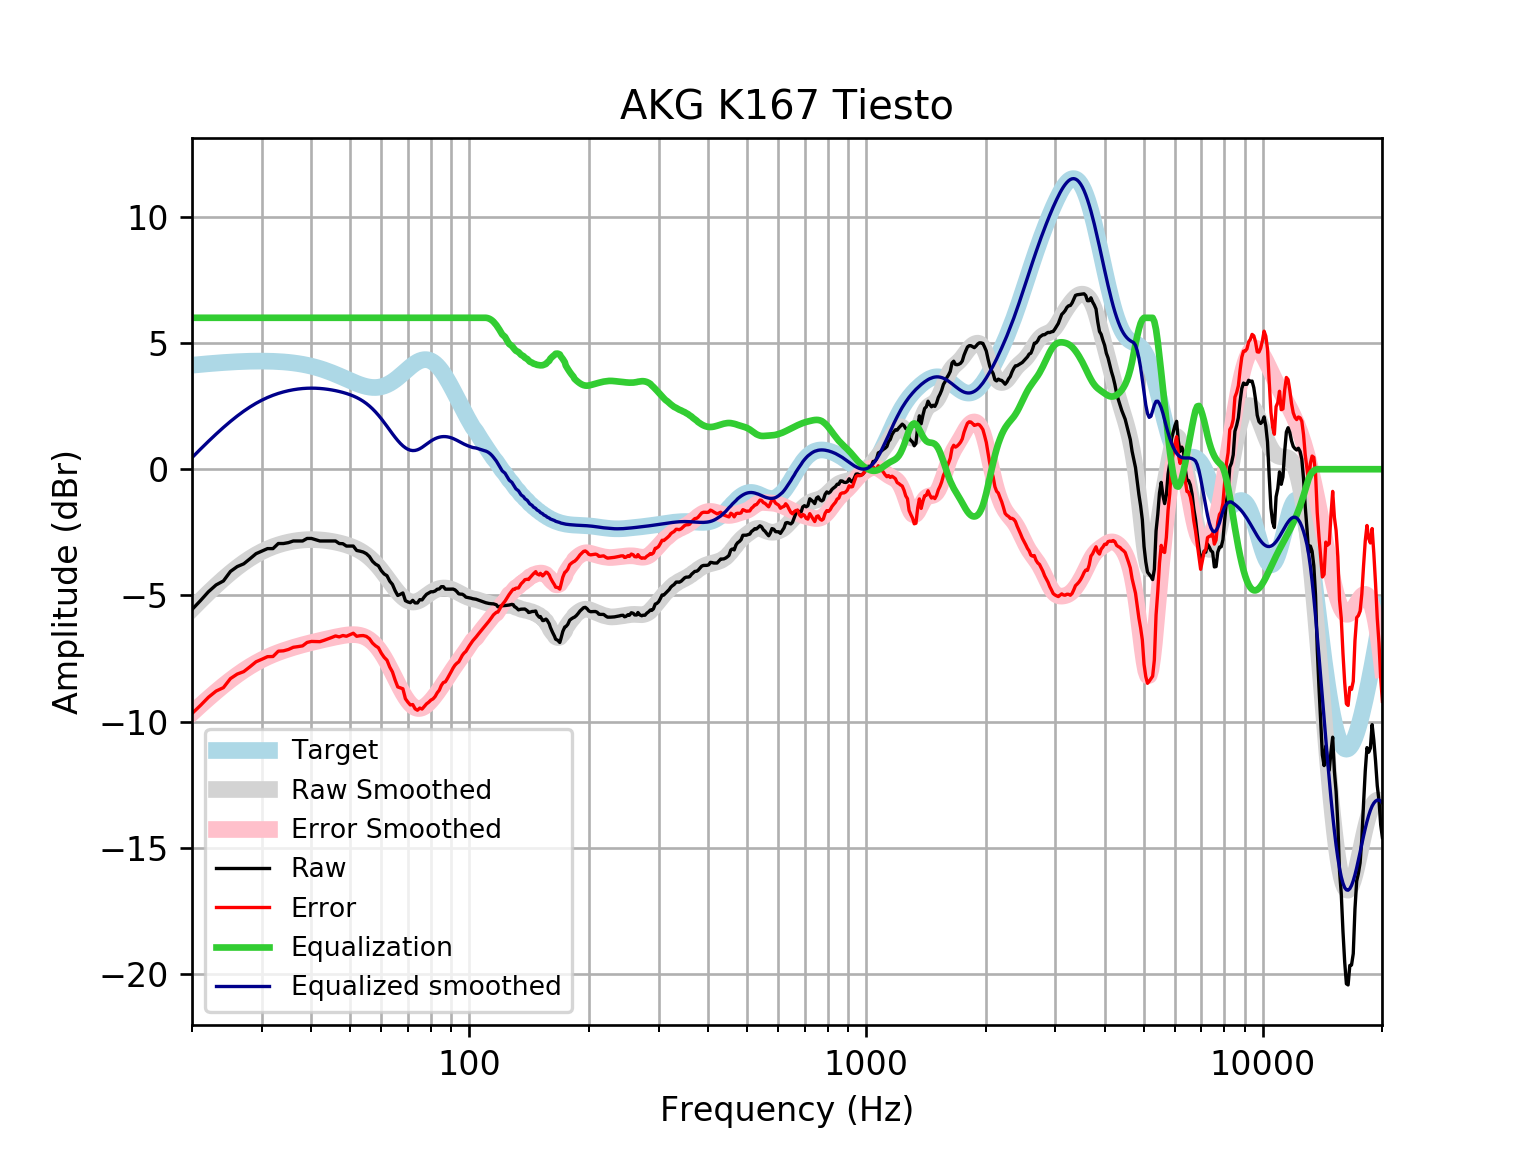 AKG K167 Tiesto
10
5
0
−5
−10
−15
−20
Amplitude (dBr)
Target
Raw Smoothed
Error Smoothed
Raw
Error
Equalization
Equalized smoothed
100
1000
10000
Frequency (Hz)